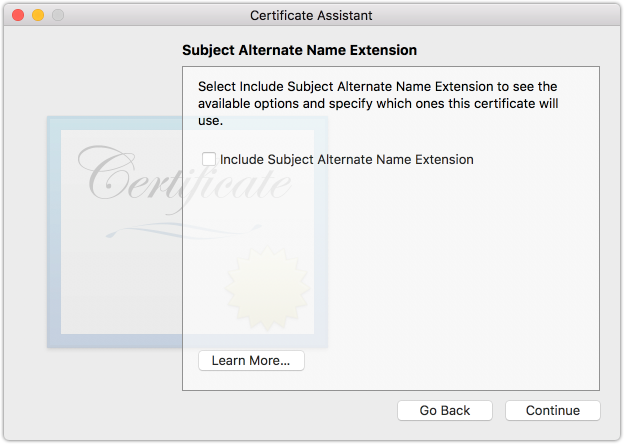 Certificate Assistant
Subject Alternate Name Extension
Select Include Subject Alternate Name Extension to see the
available options and specify which ones this certificate will
use.
Include Subject Alternate Name Extension
Certificate
Learn More...
Go Back
Continue